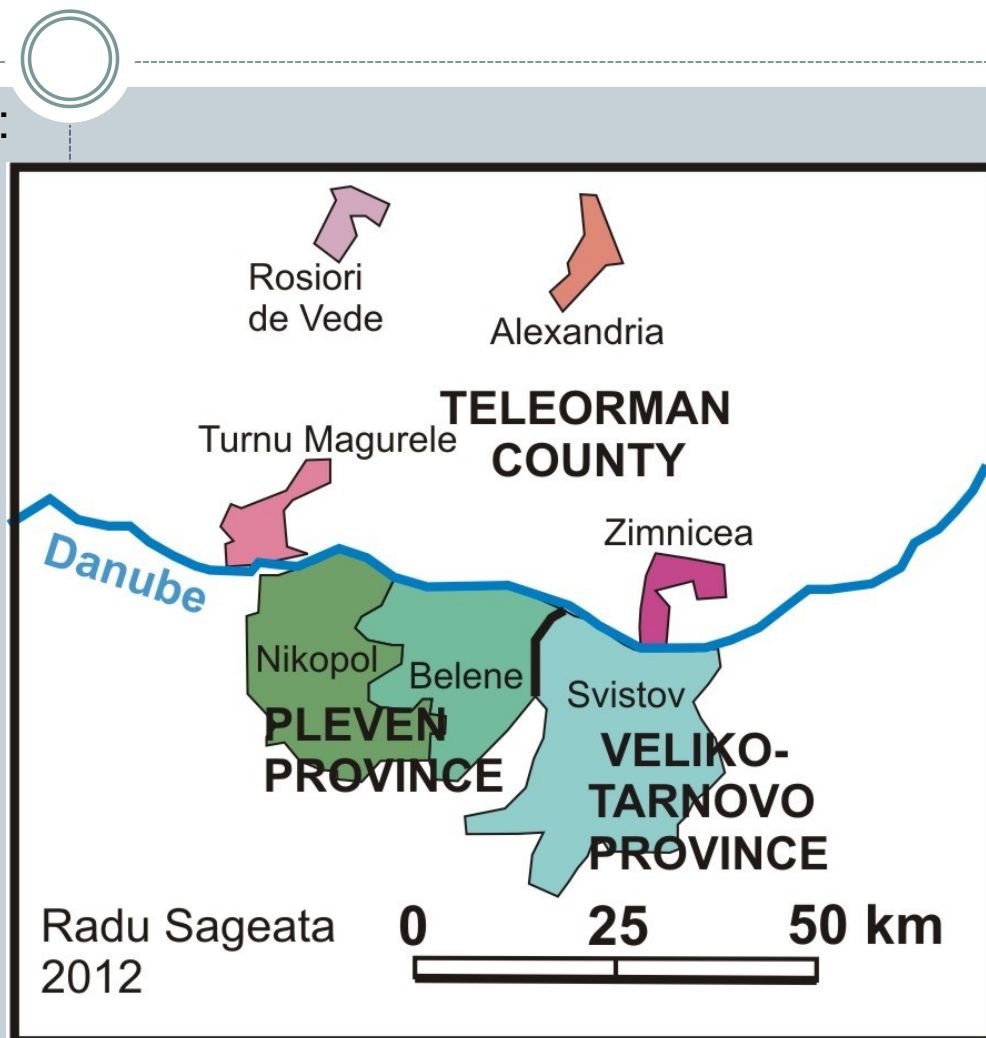 :
Rosiori
de Vede
Alexandria
TELEORMAN
COUNTY
Turnu Magurele
Zimnicea
Danube
Nikopol
Belene
Svistov
PLEVEN
PROVINCE
VELIKO-
TARNOVO
PROVINCE
Radu Sageata
2012
0 25 50 km